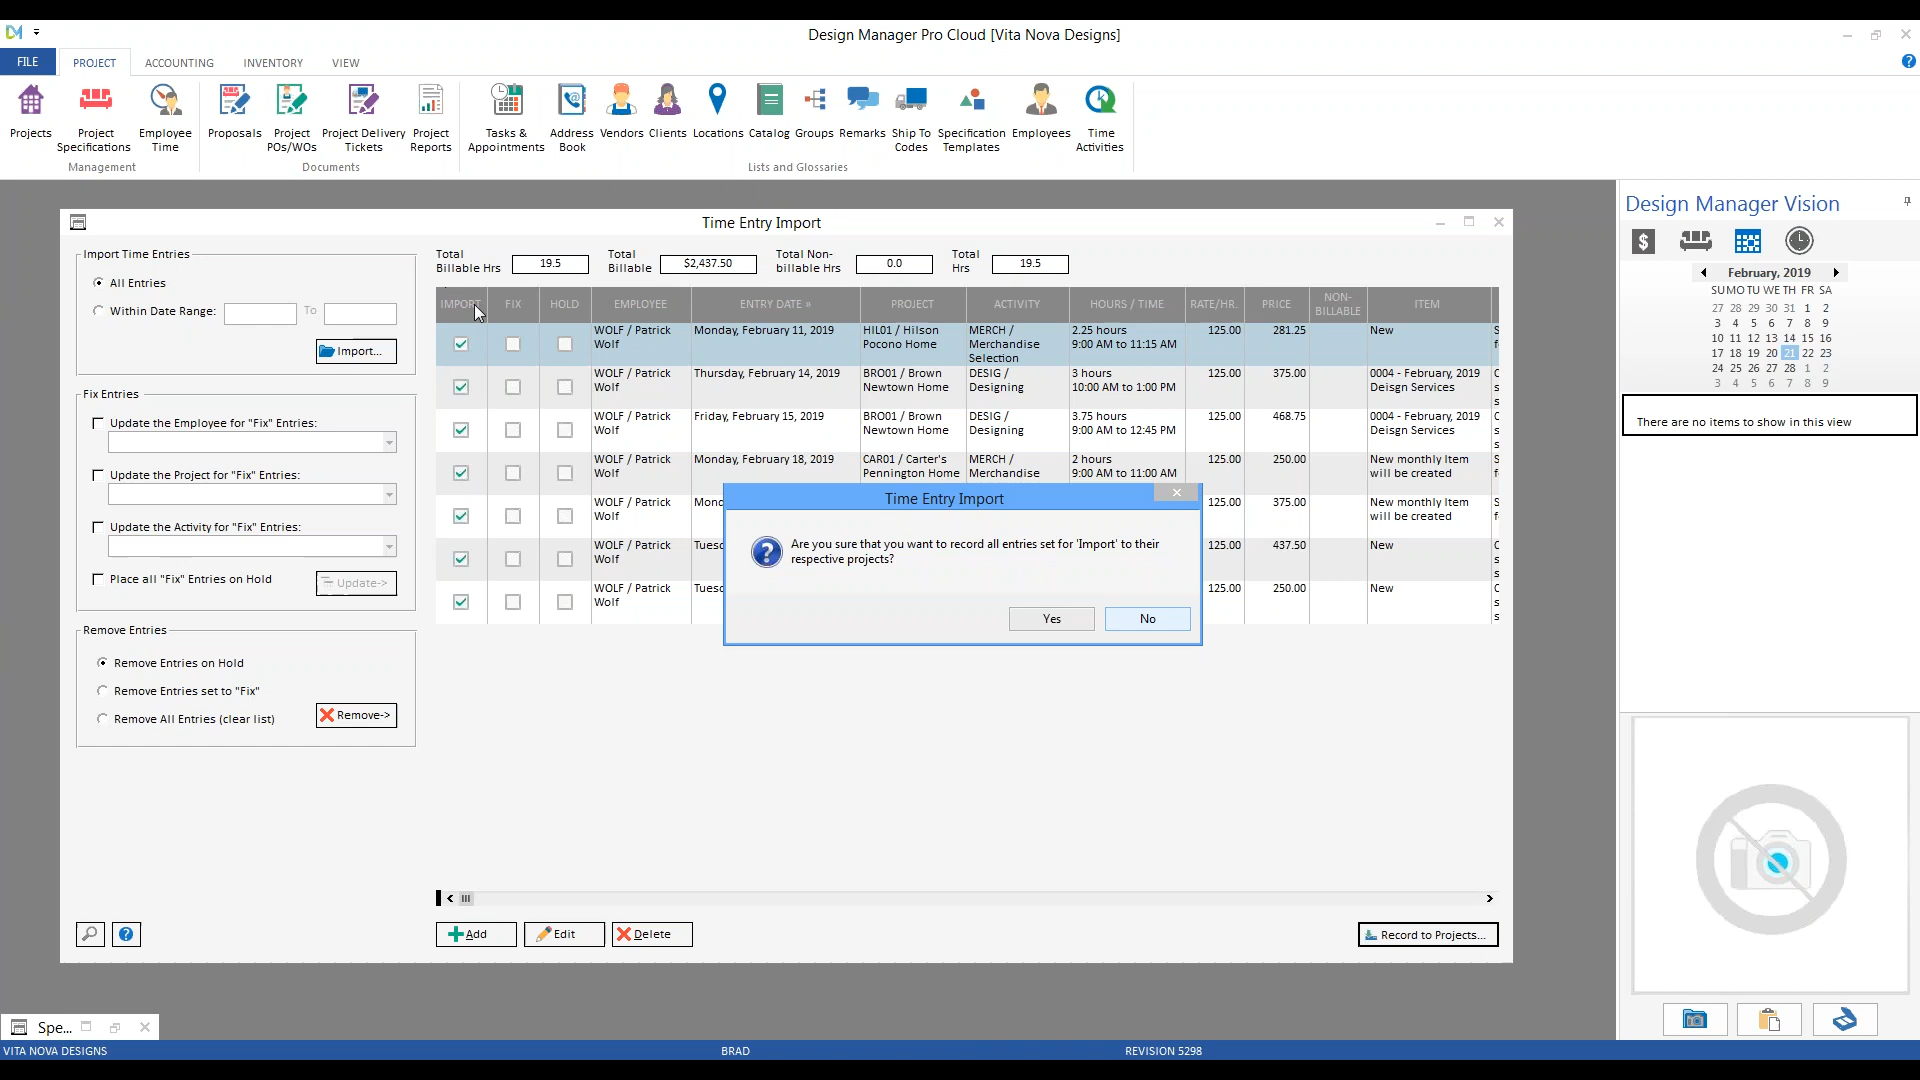 Design Manager Pro Cloud [Vita Nova Designs]
FILE PROJECT ACCOUNTING INVENTORY VIEW
Projects
Project Specifications
Employee Time
Management
Proposals
Project POs/WOs
Project Delivery Tickets
Project Reports
Documents
Tasks & Appointments
Address Book
Vendors
Clients
Locations
Catalog
Groups
Remarks
Ship To Codes
Specification Templates
Employees
Time Activities
Lists and Glossaries
Time Entry Import
Import Time Entries
All Entries
Within Date Range: To
Import...
Fix Entries
Update the Employee for "Fix" Entries:
Update the Project for "Fix" Entries:
Update the Activity for "Fix" Entries:
Place all "Fix" Entries on Hold
Update->
Remove Entries
Remove Entries on Hold
Remove Entries set to "Fix"
Remove All Entries (clear list)
Remove->
Total Billable Hrs 19.5
Total Billable $2,437.50
Total Non-billable Hrs 0.0
Total Hrs 19.5
IMPORT FIX HOLD EMPLOYEE ENTRY DATE » PROJECT ACTIVITY HOURS / TIME RATE/HR. PRICE NON-BILLABLE ITEM
WOLF / Patrick Wolf Monday, February 11, 2019 HIL01 / Hilson Pocono Home MERCH / Merchandise Selection 2.25 hours 9:00 AM to 11:15 AM 125.00 281.25 New
WOLF / Patrick Wolf Thursday, February 14, 2019 BRO01 / Brown Newtown Home DESIG / Designing 3 hours 10:00 AM to 1:00 PM 125.00 375.00 0004 - February, 2019 Deisgn Services
WOLF / Patrick Wolf Friday, February 15, 2019 BRO01 / Brown Newtown Home DESIG / Designing 3.75 hours 9:00 AM to 12:45 PM 125.00 468.75 0004 - February, 2019 Deisgn Services
WOLF / Patrick Wolf Monday, February 18, 2019 CAR01 / Carter's Pennington Home MERCH / Merchandise 2 hours 9:00 AM to 11:00 AM 125.00 250.00 New monthly Item will be created
WOLF / Patrick Wolf Mond 125.00 375.00 New monthly Item will be created
WOLF / Patrick Wolf Tuesd 125.00 437.50 New
WOLF / Patrick Wolf Tuesd 125.00 250.00 New
Time Entry Import
Are you sure that you want to record all entries set for 'Import' to their
respective projects?
Yes No
Add Edit Delete Record to Projects...
Design Manager Vision
February, 2019
SU MO TU WE TH FR SA
27 28 29 30 31 1 2
3 4 5 6 7 8 9
10 11 12 13 14 15 16
17 18 19 20 21 22 23
24 25 26 27 28 1 2
3 4 5 6 7 8 9
There are no items to show in this view
Spe...
VITA NOVA DESIGNS BRAD REVISION 5298